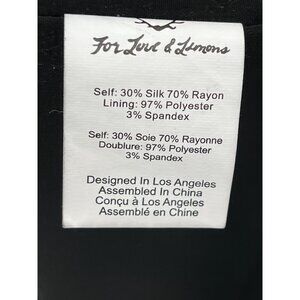 For Love & Lemons
Self: 30% Silk 70% Rayon
Lining: 97% Polyester
3% Spandex
Self: 30% Soie 70% Rayonne
Doublure: 97% Polyester
3% Spandex
Designed In Los Angeles
Assembled In China
Conçu à Los Angeles
Assemblé en Chine